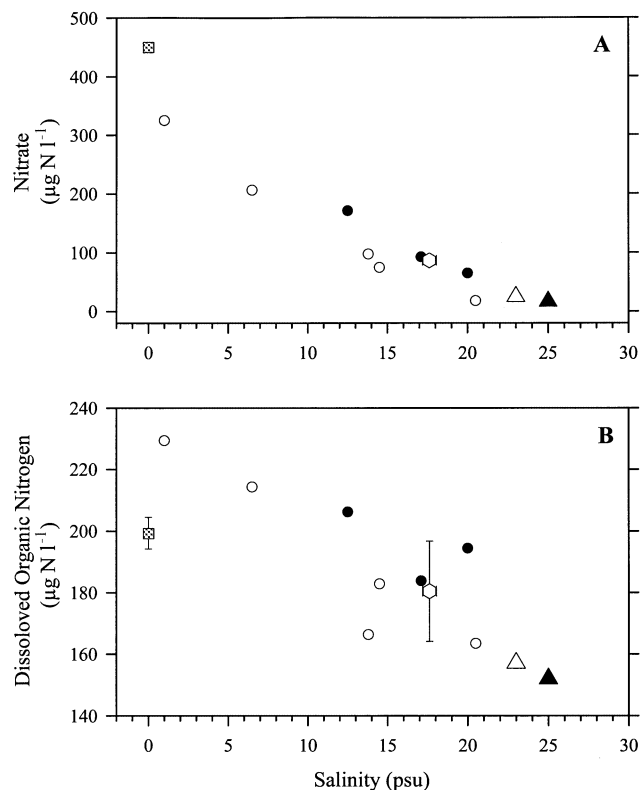 500
A
400
Nitrate
(µg N l⁻¹)
300
200
100
0
0 5 10 15 20 25 30
240
B
220
Dissoloved Organic Nitrogen
(µg N l⁻¹)
200
180
160
140
0 5 10 15 20 25 30
Salinity (psu)